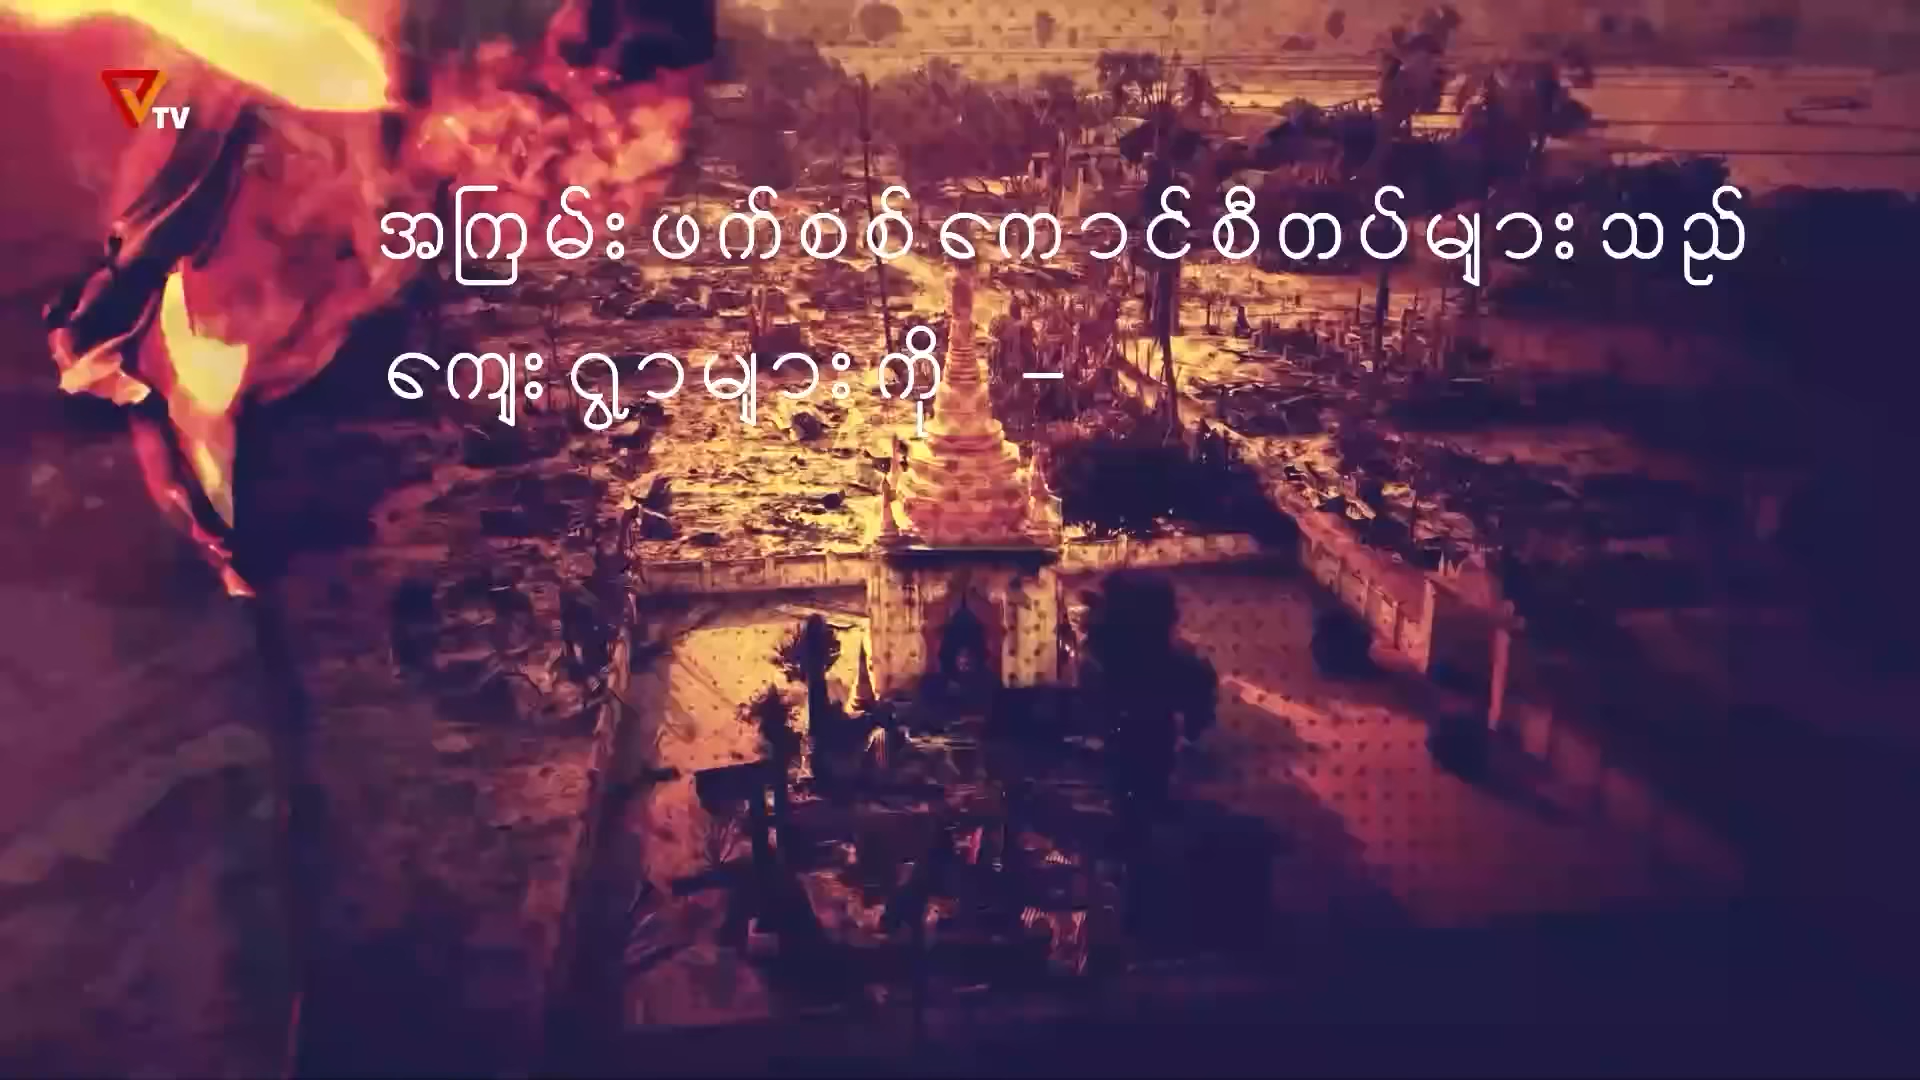 TV
အကြမ်းဖက်စစ်ကောင်စီတပ်များသည်
ကျေးရွာများကို –